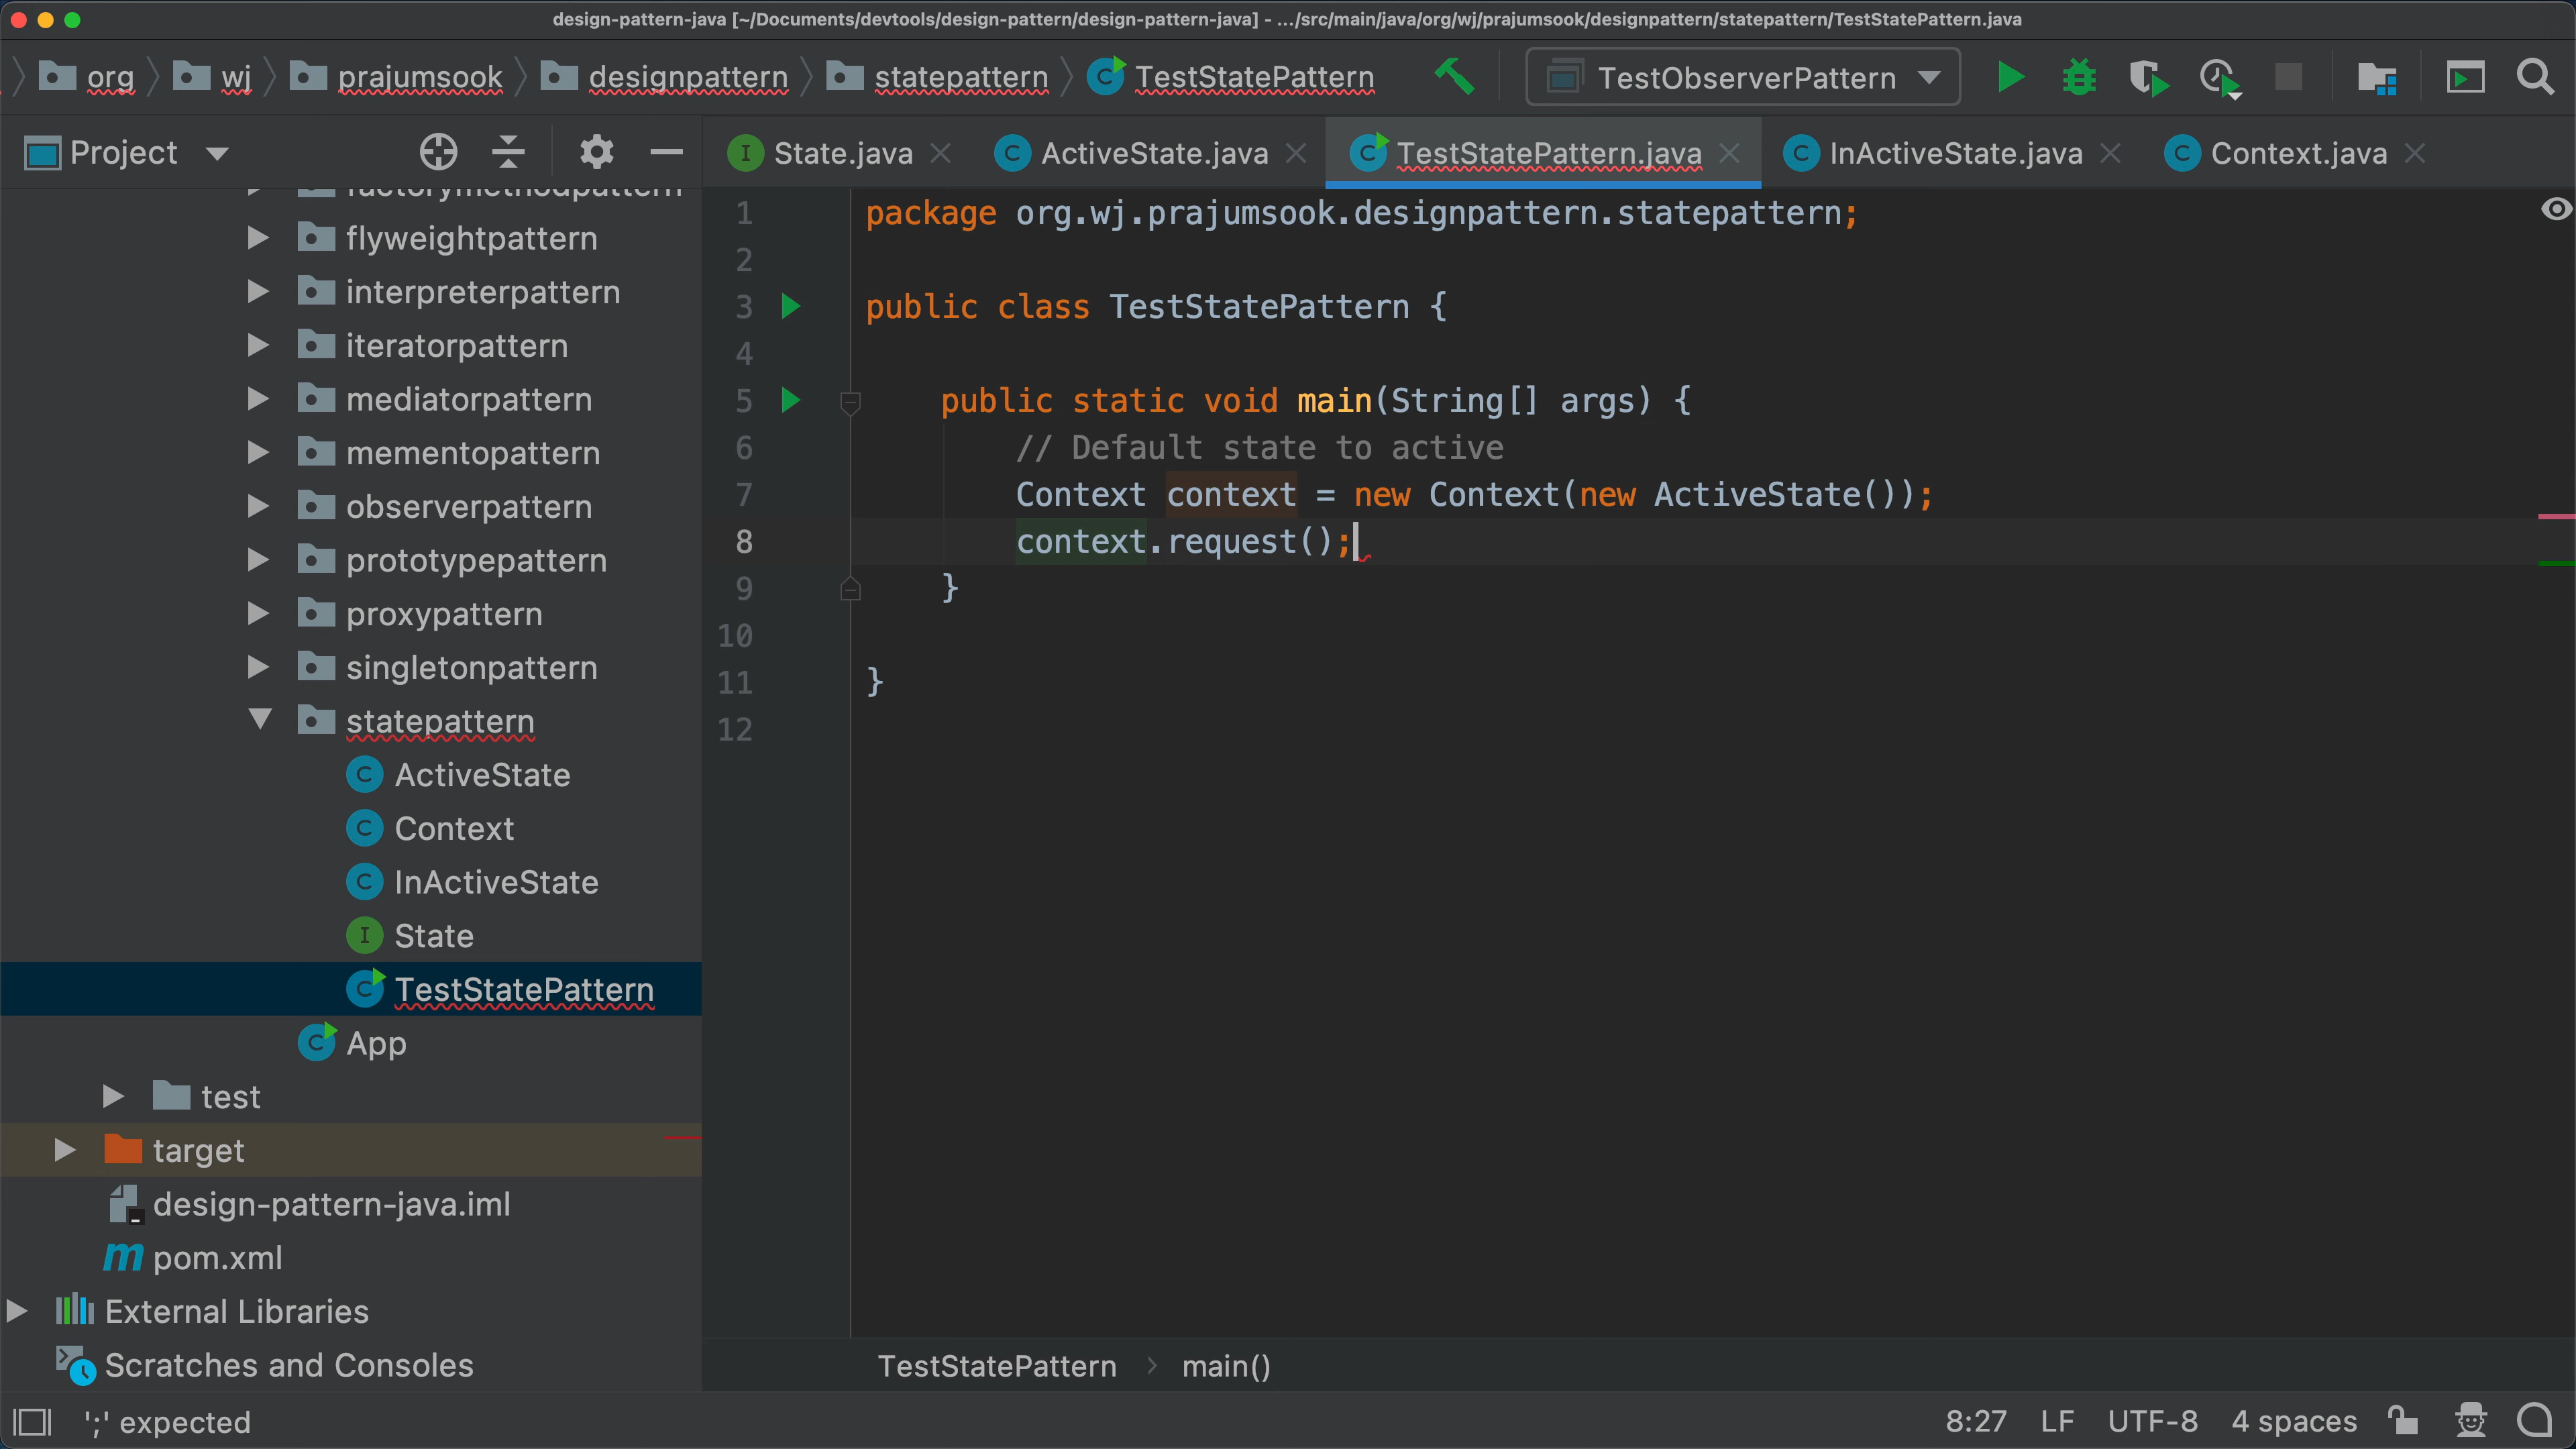 design-pattern-java [~/Documents/devtools/design-pattern/design-pattern-java] - .../src/main/java/org/wj/prajumsook/designpattern/statepattern/TestStatePattern.java
org wj prajumsook designpattern statepattern TestStatePattern TestObserverPattern
Project
State.java ActiveState.java TestStatePattern.java InActiveState.java Context.java
factorymethodpattern
flyweightpattern
interpreterpattern
iteratorpattern
mediatorpattern
mementopattern
observerpattern
prototypepattern
proxypattern
singletonpattern
statepattern
ActiveState
Context
InActiveState
State
TestStatePattern
App
test
target
design-pattern-java.iml
pom.xml
External Libraries
Scratches and Consoles
1 package org.wj.prajumsook.designpattern.statepattern;
2
3 public class TestStatePattern {
4
5 public static void main(String[] args) {
6 // Default state to active
7 Context context = new Context(new ActiveState());
8 context.request();
9 }
10
11 }
12
TestStatePattern > main()
';' expected
8:27 LF UTF-8 4 spaces